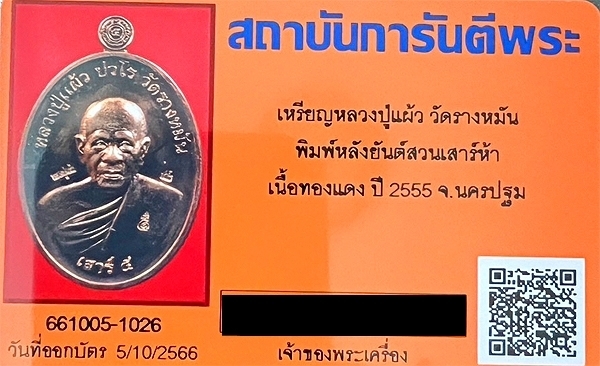 สถาบันการันตีพระ
หลวงปู่แผ้ว ปวโร วัดรางหมัน
เสาร์ ๕
เหรียญหลวงปู่แผ้ว วัดรางหมัน
พิมพ์หลังยันต์สวนเสาร์ห้า
เนื้อทองแดง ปี 2555 จ.นครปฐม
661005-1026
วันที่ออกบัตร 5/10/2566
เจ้าของพระเครื่อง